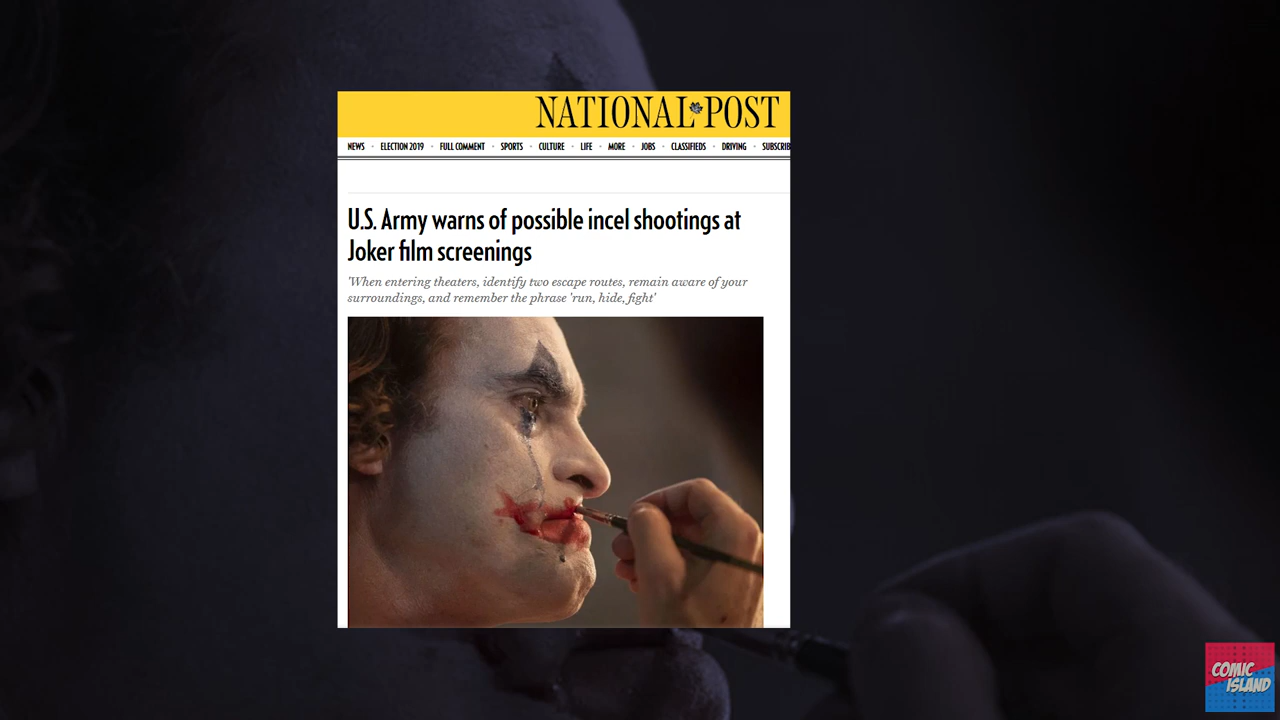 NATIONAL POST
NEWS • ELECTION 2019 • FULL COMMENT • SPORTS • CULTURE • LIFE • MORE • JOBS • CLASSIFIEDS • DRIVING • SUBSCRIB
U.S. Army warns of possible incel shootings at
Joker film screenings
'When entering theaters, identify two escape routes, remain aware of your
surroundings, and remember the phrase 'run, hide, fight'
COMIC
ISLAND